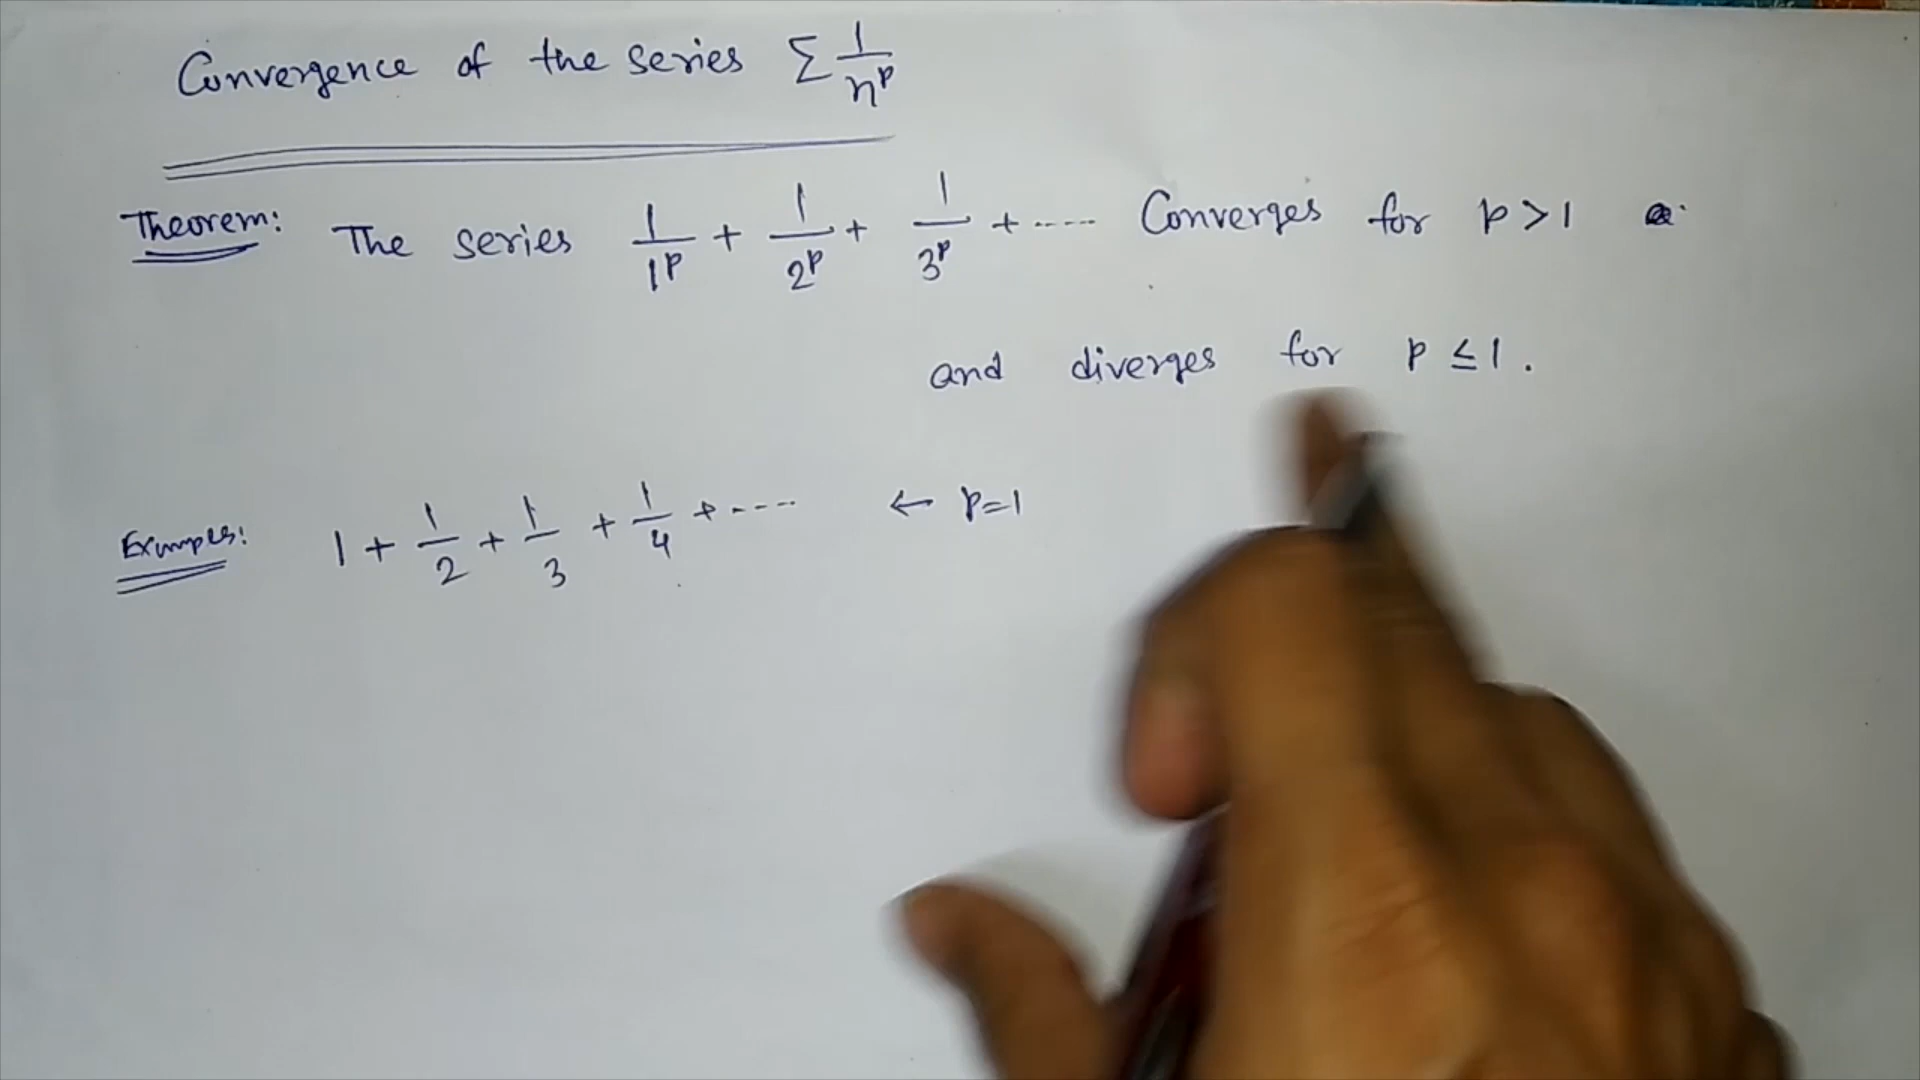 Convergence of the series Σ 1/n^p
Theorem: The series 1/1^p + 1/2^p + 1/3^p + ..... Converges for p > 1
and diverges for p ≤ 1.
Exampes: 1 + 1/2 + 1/3 + 1/4 + ---- ← p=1